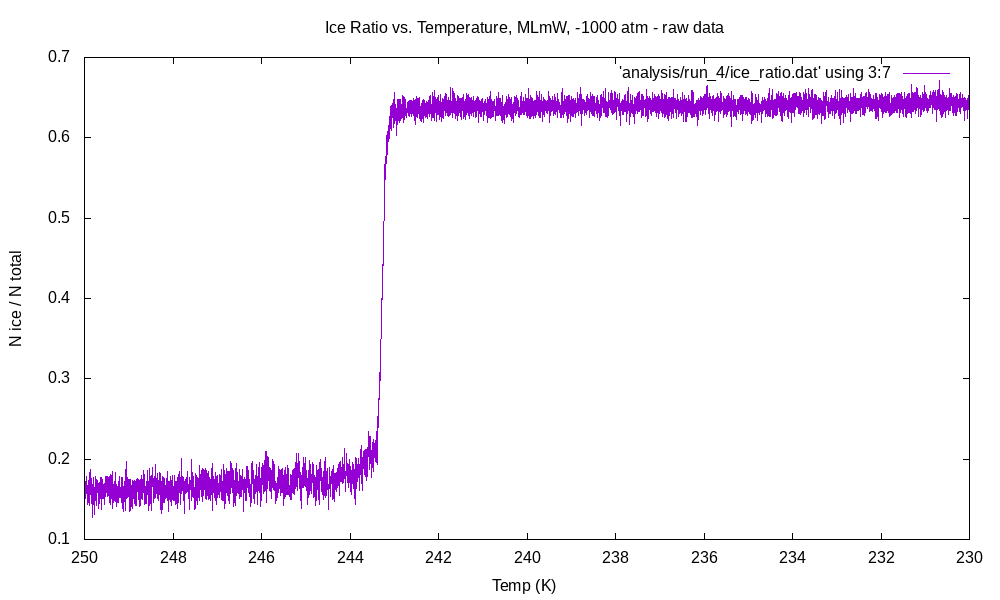 Ice Ratio vs. Temperature, MLmW, -1000 atm - raw data
'analysis/run_4/ice_ratio.dat' using 3:7
N ice / N total
0.7
0.6
0.5
0.4
0.3
0.2
0.1
250 248 246 244 242 240 238 236 234 232 230
Temp (K)